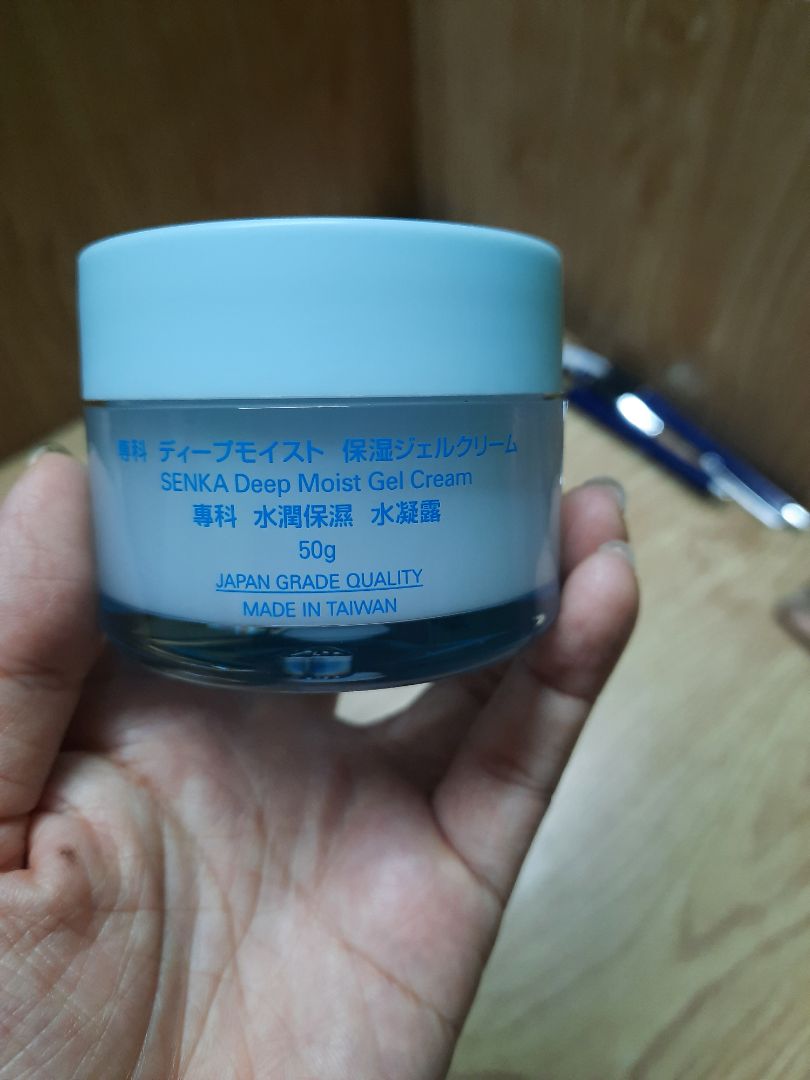 専科 ディープモイスト 保湿ジェルクリーム
SENKA Deep Moist Gel Cream
專科 水潤保濕 水凝露
50g
JAPAN GRADE QUALITY
MADE IN TAIWAN